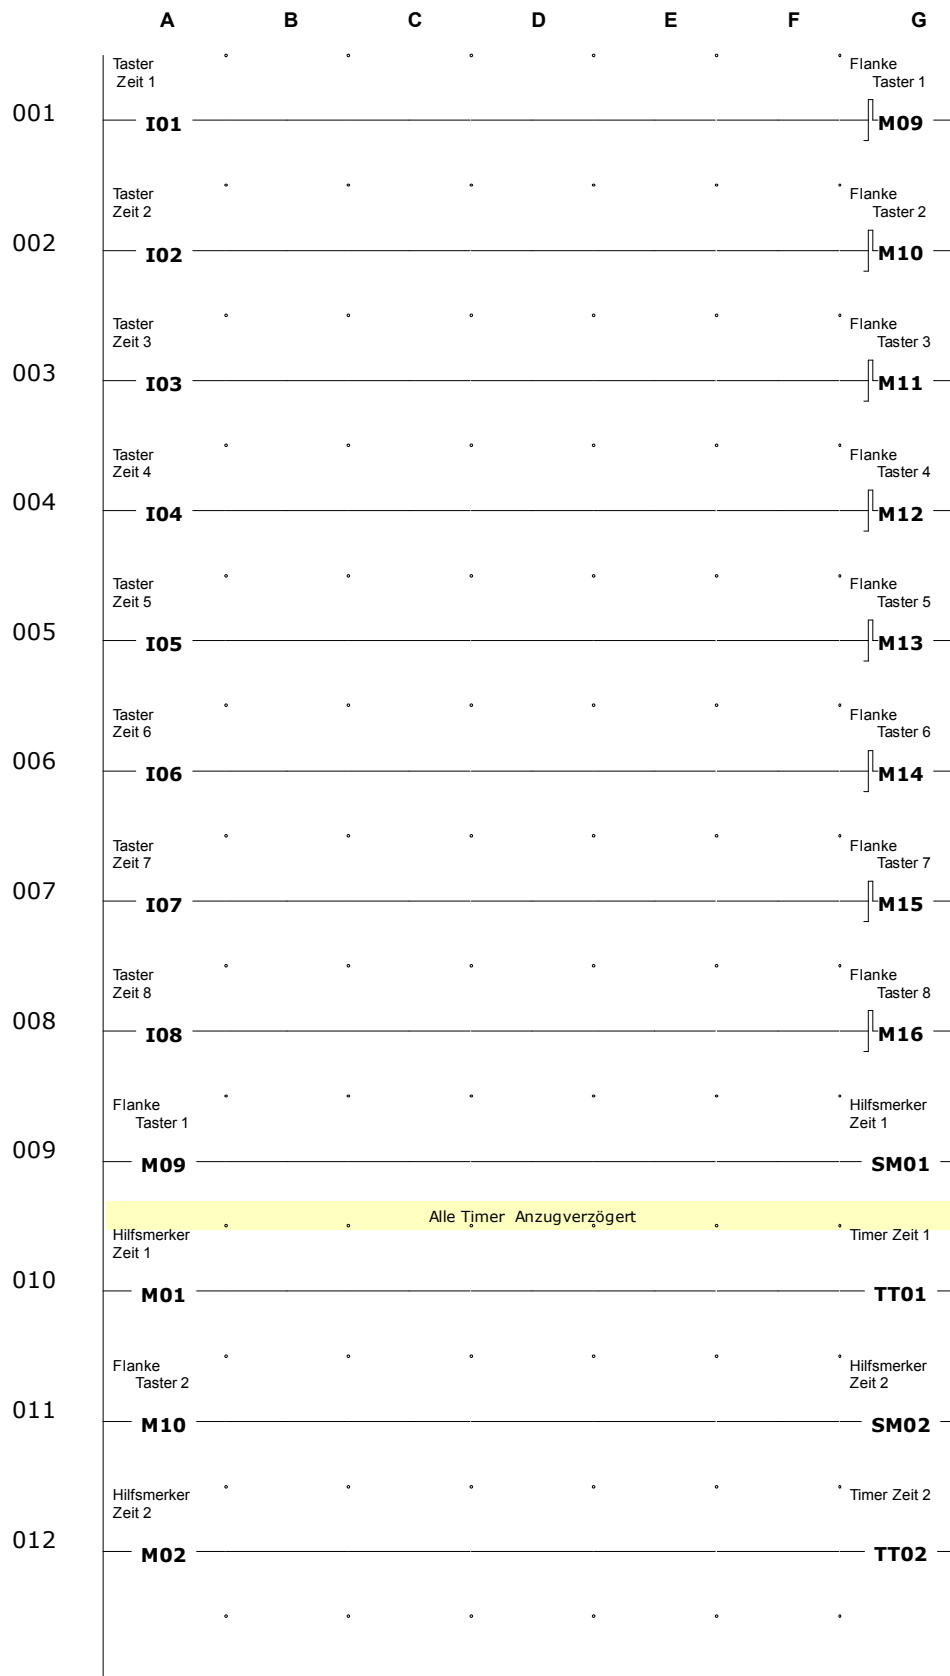 A B C D E F G
Taster
Zeit 1
Flanke
Taster 1
001 I01 M09
Taster
Zeit 2
Flanke
Taster 2
002 I02 M10
Taster
Zeit 3
Flanke
Taster 3
003 I03 M11
Taster
Zeit 4
Flanke
Taster 4
004 I04 M12
Taster
Zeit 5
Flanke
Taster 5
005 I05 M13
Taster
Zeit 6
Flanke
Taster 6
006 I06 M14
Taster
Zeit 7
Flanke
Taster 7
007 I07 M15
Taster
Zeit 8
Flanke
Taster 8
008 I08 M16
Flanke
Taster 1
Hilfsmerker
Zeit 1
009 M09 SM01
Alle Timer Anzugverzögert
Hilfsmerker
Zeit 1
Timer Zeit 1
010 M01 TT01
Flanke
Taster 2
Hilfsmerker
Zeit 2
011 M10 SM02
Hilfsmerker
Zeit 2
Timer Zeit 2
012 M02 TT02